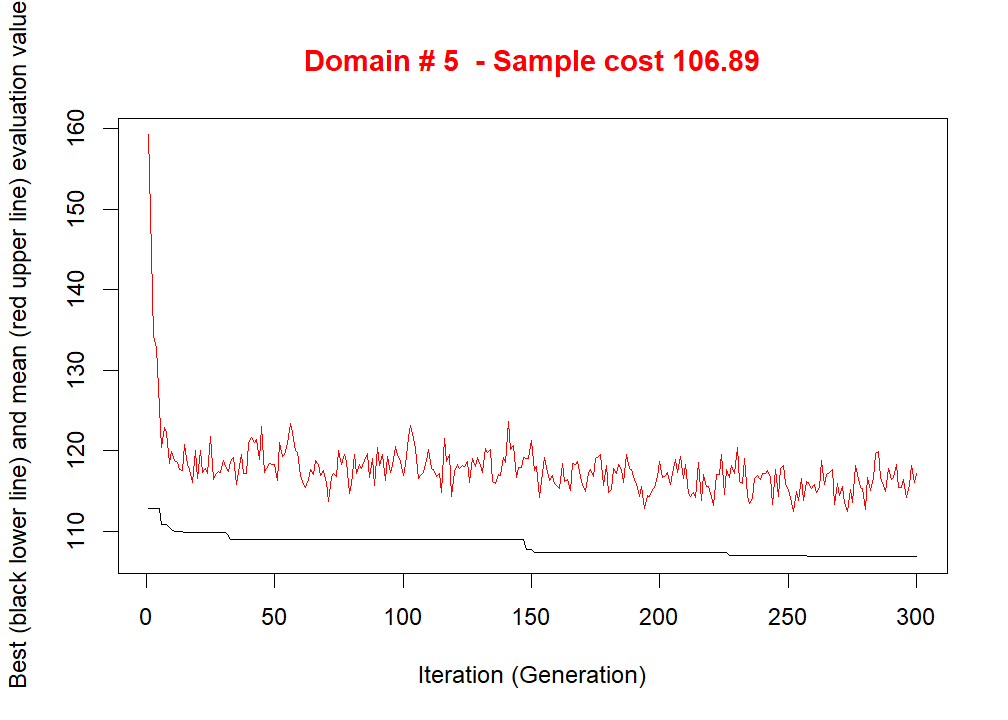 Domain # 5  - Sample cost 106.89
Best (black lower line) and mean (red upper line) evaluation value
160
150
140
130
120
110
0 50 100 150 200 250 300
Iteration (Generation)